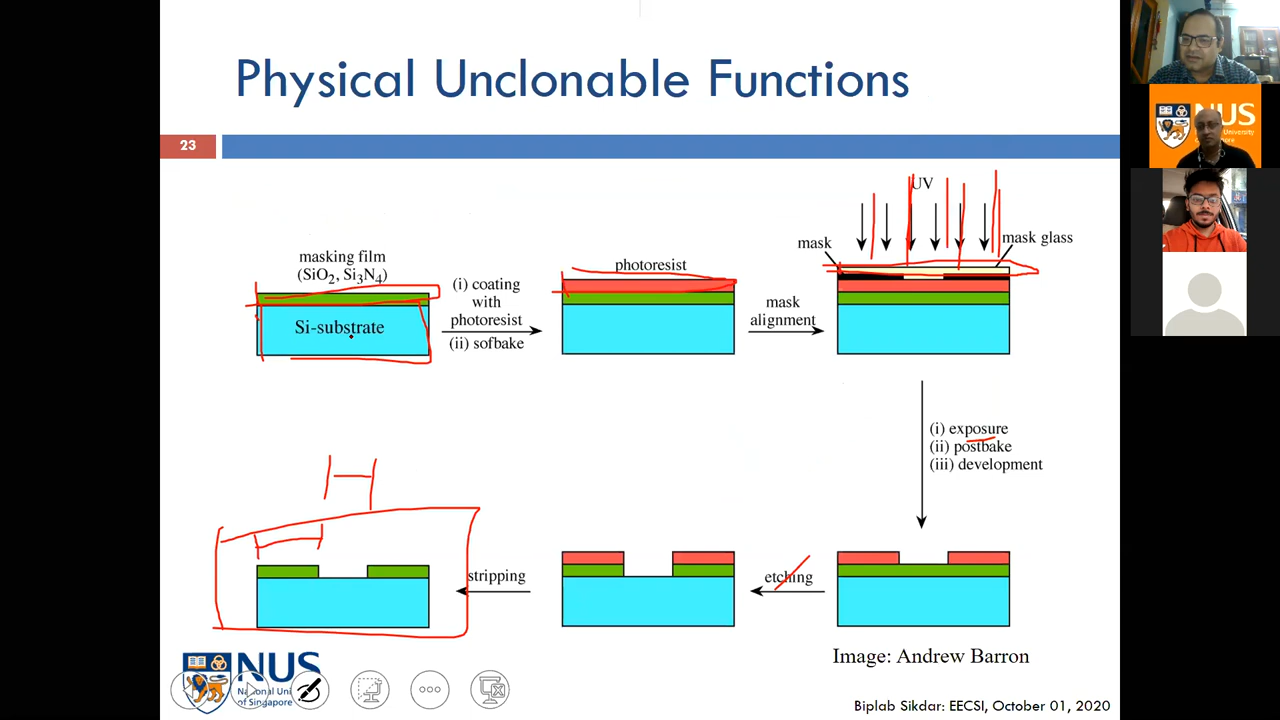 Physical Unclonable Functions
23
UV
mask
mask glass
masking film
(SiO2, Si3N4)
Si-substrate
(i) coating
with
photoresist
(ii) sofbake
photoresist
mask
alignment
(i) exposure
(ii) postbake
(iii) development
stripping
etching
Image: Andrew Barron
NUS
National Uni
of Singapore
Biplab Sikdar: EECSI, October 01, 2020
NUS